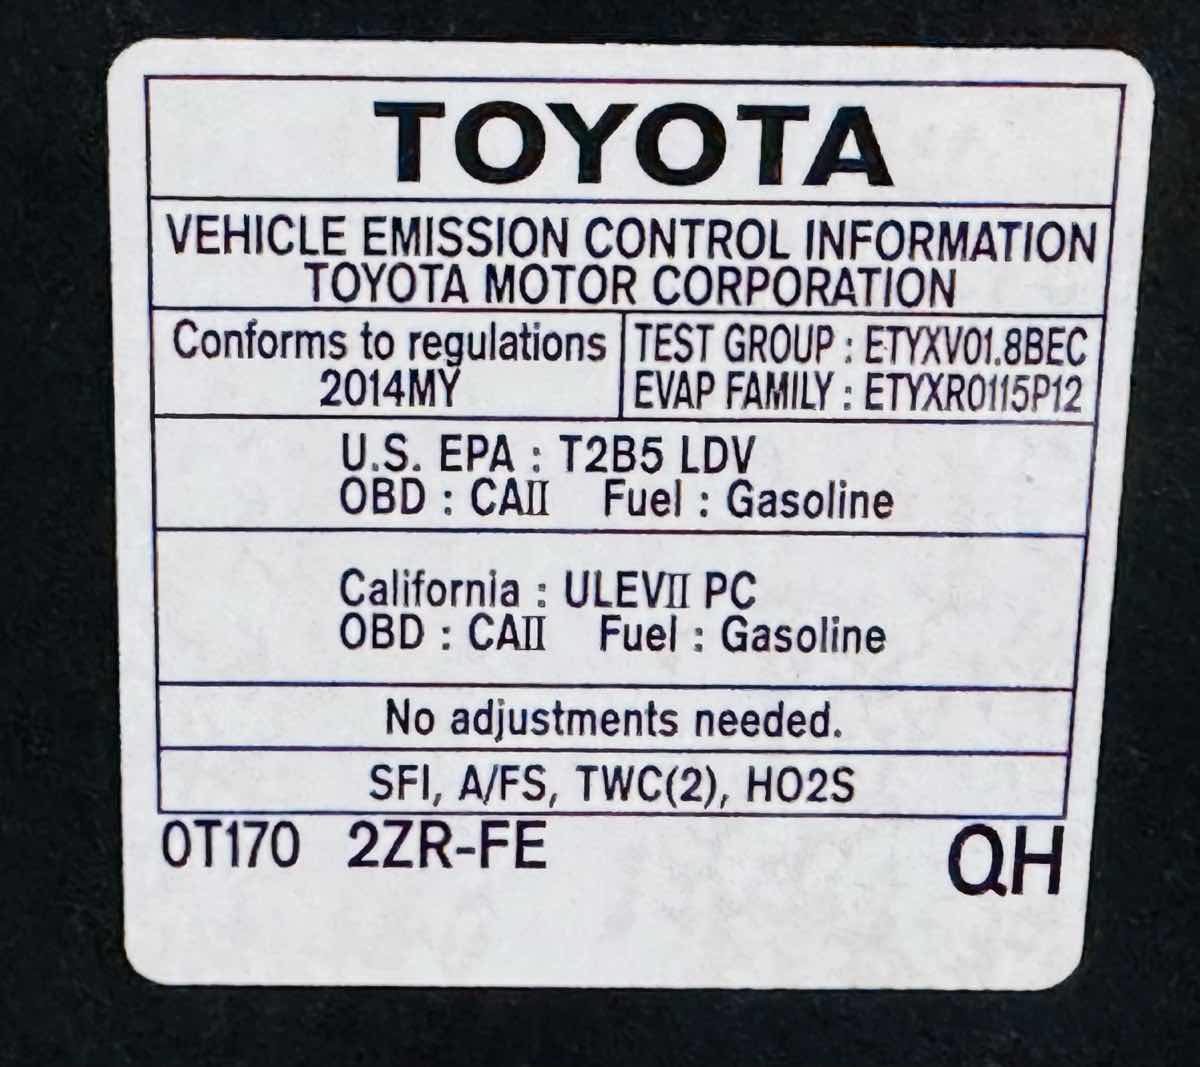 TOYOTA
VEHICLE EMISSION CONTROL INFORMATION
TOYOTA MOTOR CORPORATION
Conforms to regulations
2014MY
TEST GROUP : ETYXV01.8BEC
EVAP FAMILY : ETYXR0115P12
U.S. EPA : T2B5 LDV
OBD : CAII Fuel : Gasoline
California : ULEVII PC
OBD : CAII Fuel : Gasoline
No adjustments needed.
SFI, A/FS, TWC(2), HO2S
0T170 2ZR-FE QH